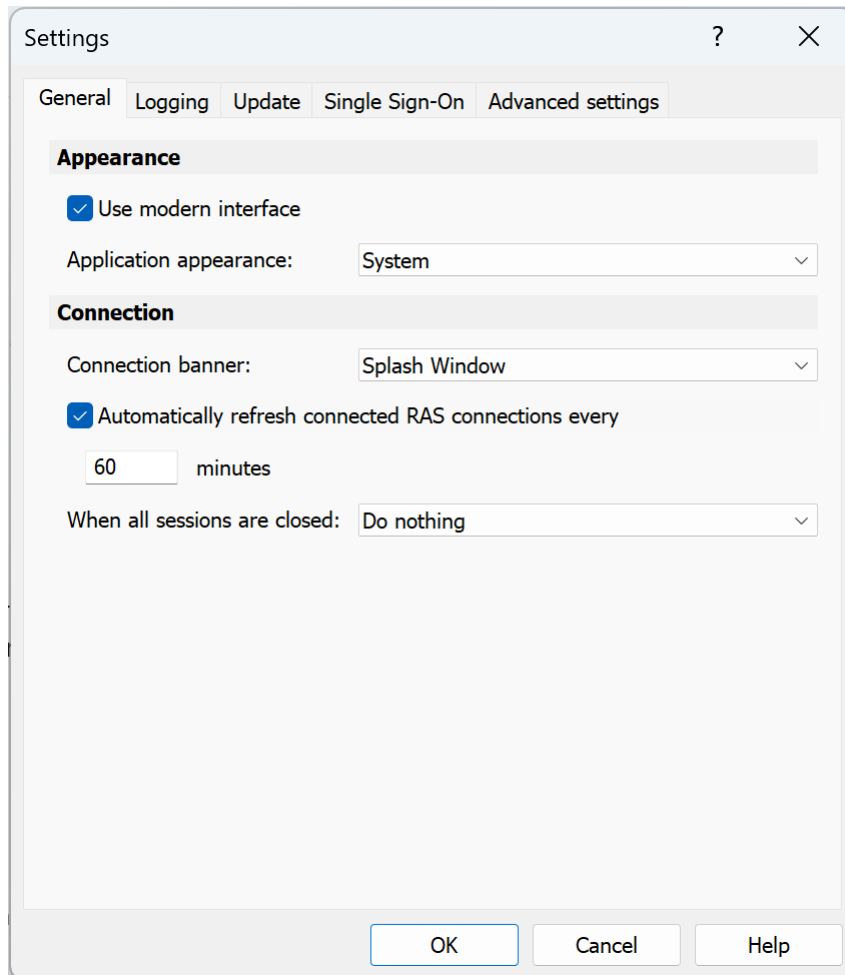 Settings ?
General Logging Update Single Sign-On Advanced settings
Appearance
Use modern interface
Application appearance: System
Connection
Connection banner: Splash Window
Automatically refresh connected RAS connections every
60 minutes
When all sessions are closed: Do nothing
OK Cancel Help